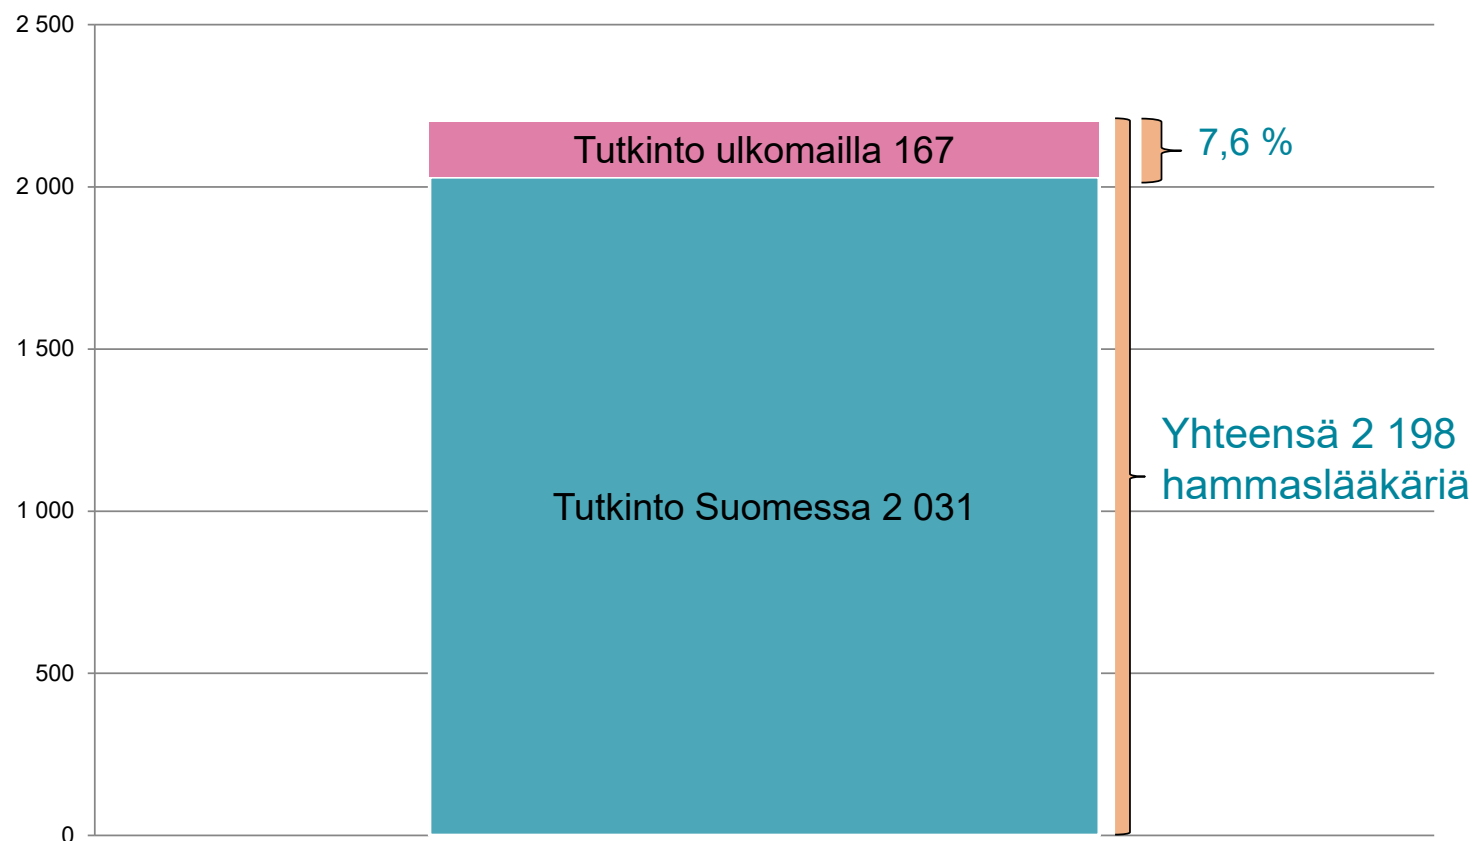 2 500
Tutkinto ulkomailla 167
7,6 %
2 000
1 500
Yhteensä 2 198
hammaslääkäriä
Tutkinto Suomessa 2 031
1 000
500
0